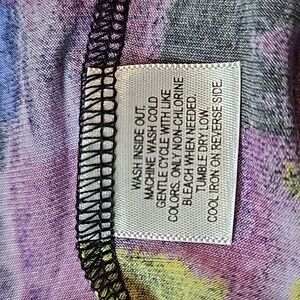 WASH INSIDE OUT.
MACHINE WASH COLD
GENTLE CYCLE WITH LIKE
COLORS. ONLY NON-CHLORINE
BLEACH WHEN NEEDED.
TUMBLE DRY LOW.
COOL IRON ON REVERSE SIDE.